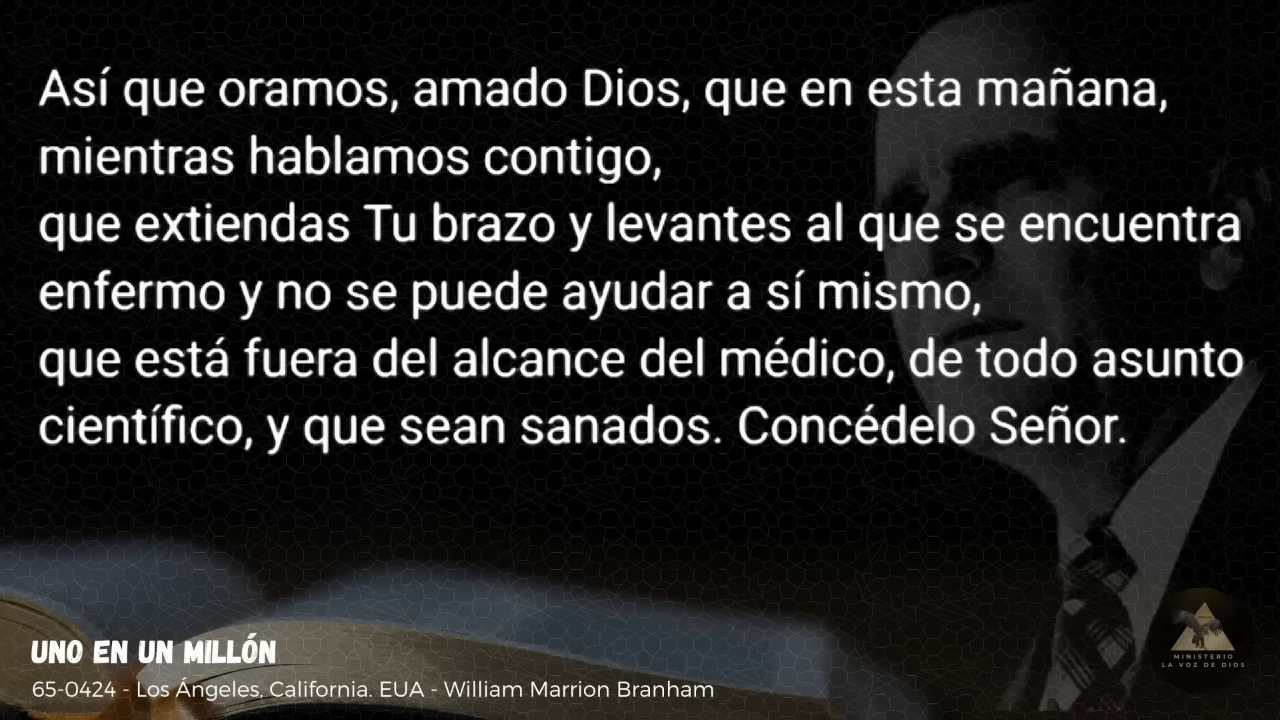 Así que oramos, amado Dios, que en esta mañana,
mientras hablamos contigo,
que extiendas Tu brazo y levantes al que se encuentra
enfermo y no se puede ayudar a sí mismo,
que está fuera del alcance del médico, de todo asunto
científico, y que sean sanados. Concédelo Señor.
UNO EN UN MILLÓN
65-0424 - Los Ángeles, California. EUA - William Marrion Branham
MINISTERIO
LA VOZ DE DIOS